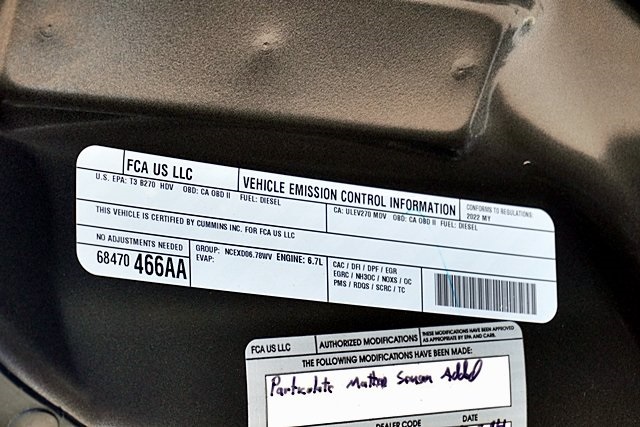 FCA US LLC VEHICLE EMISSION CONTROL INFORMATION CONFORMS TO REGULATIONS:
2022 MY
U.S. EPA: T3 B270 HDV OBD: CA OBD II FUEL: DIESEL
CA: ULEV270 MDV OBD: CA OBD II FUEL: DIESEL
THIS VEHICLE IS CERTIFIED BY CUMMINS INC. FOR FCA US LLC
NO ADJUSTMENTS NEEDED
68470 466AA
GROUP: NCEXD06.78WV ENGINE: 6.7L
EVAP:
CAC / DFI / DPF / EGR
EGRC / NH3OC / NOXS / OC
PMS / RDQS / SCRC / TC
FCA US LLC AUTHORIZED MODIFICATIONS
THESE MODIFICATIONS HAVE BEEN APPROVED
AS APPROPRIATE BY EPA AND CARB.
THE FOLLOWING MODIFICATIONS HAVE BEEN MADE:
Particulate Matter Sensor Added
DEALER CODE DATE